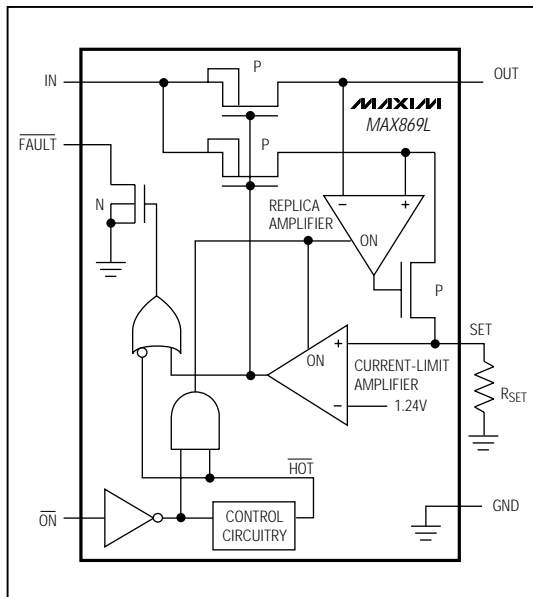 P
IN
OUT
MAXIM
MAX869L
FAULT
P
REPLICA
AMPLIFIER
−
+
N
ON
P
SET
ON
+
CURRENT-LIMIT
AMPLIFIER
RSET
−
1.24V
HOT
GND
ON
CONTROL
CIRCUITRY